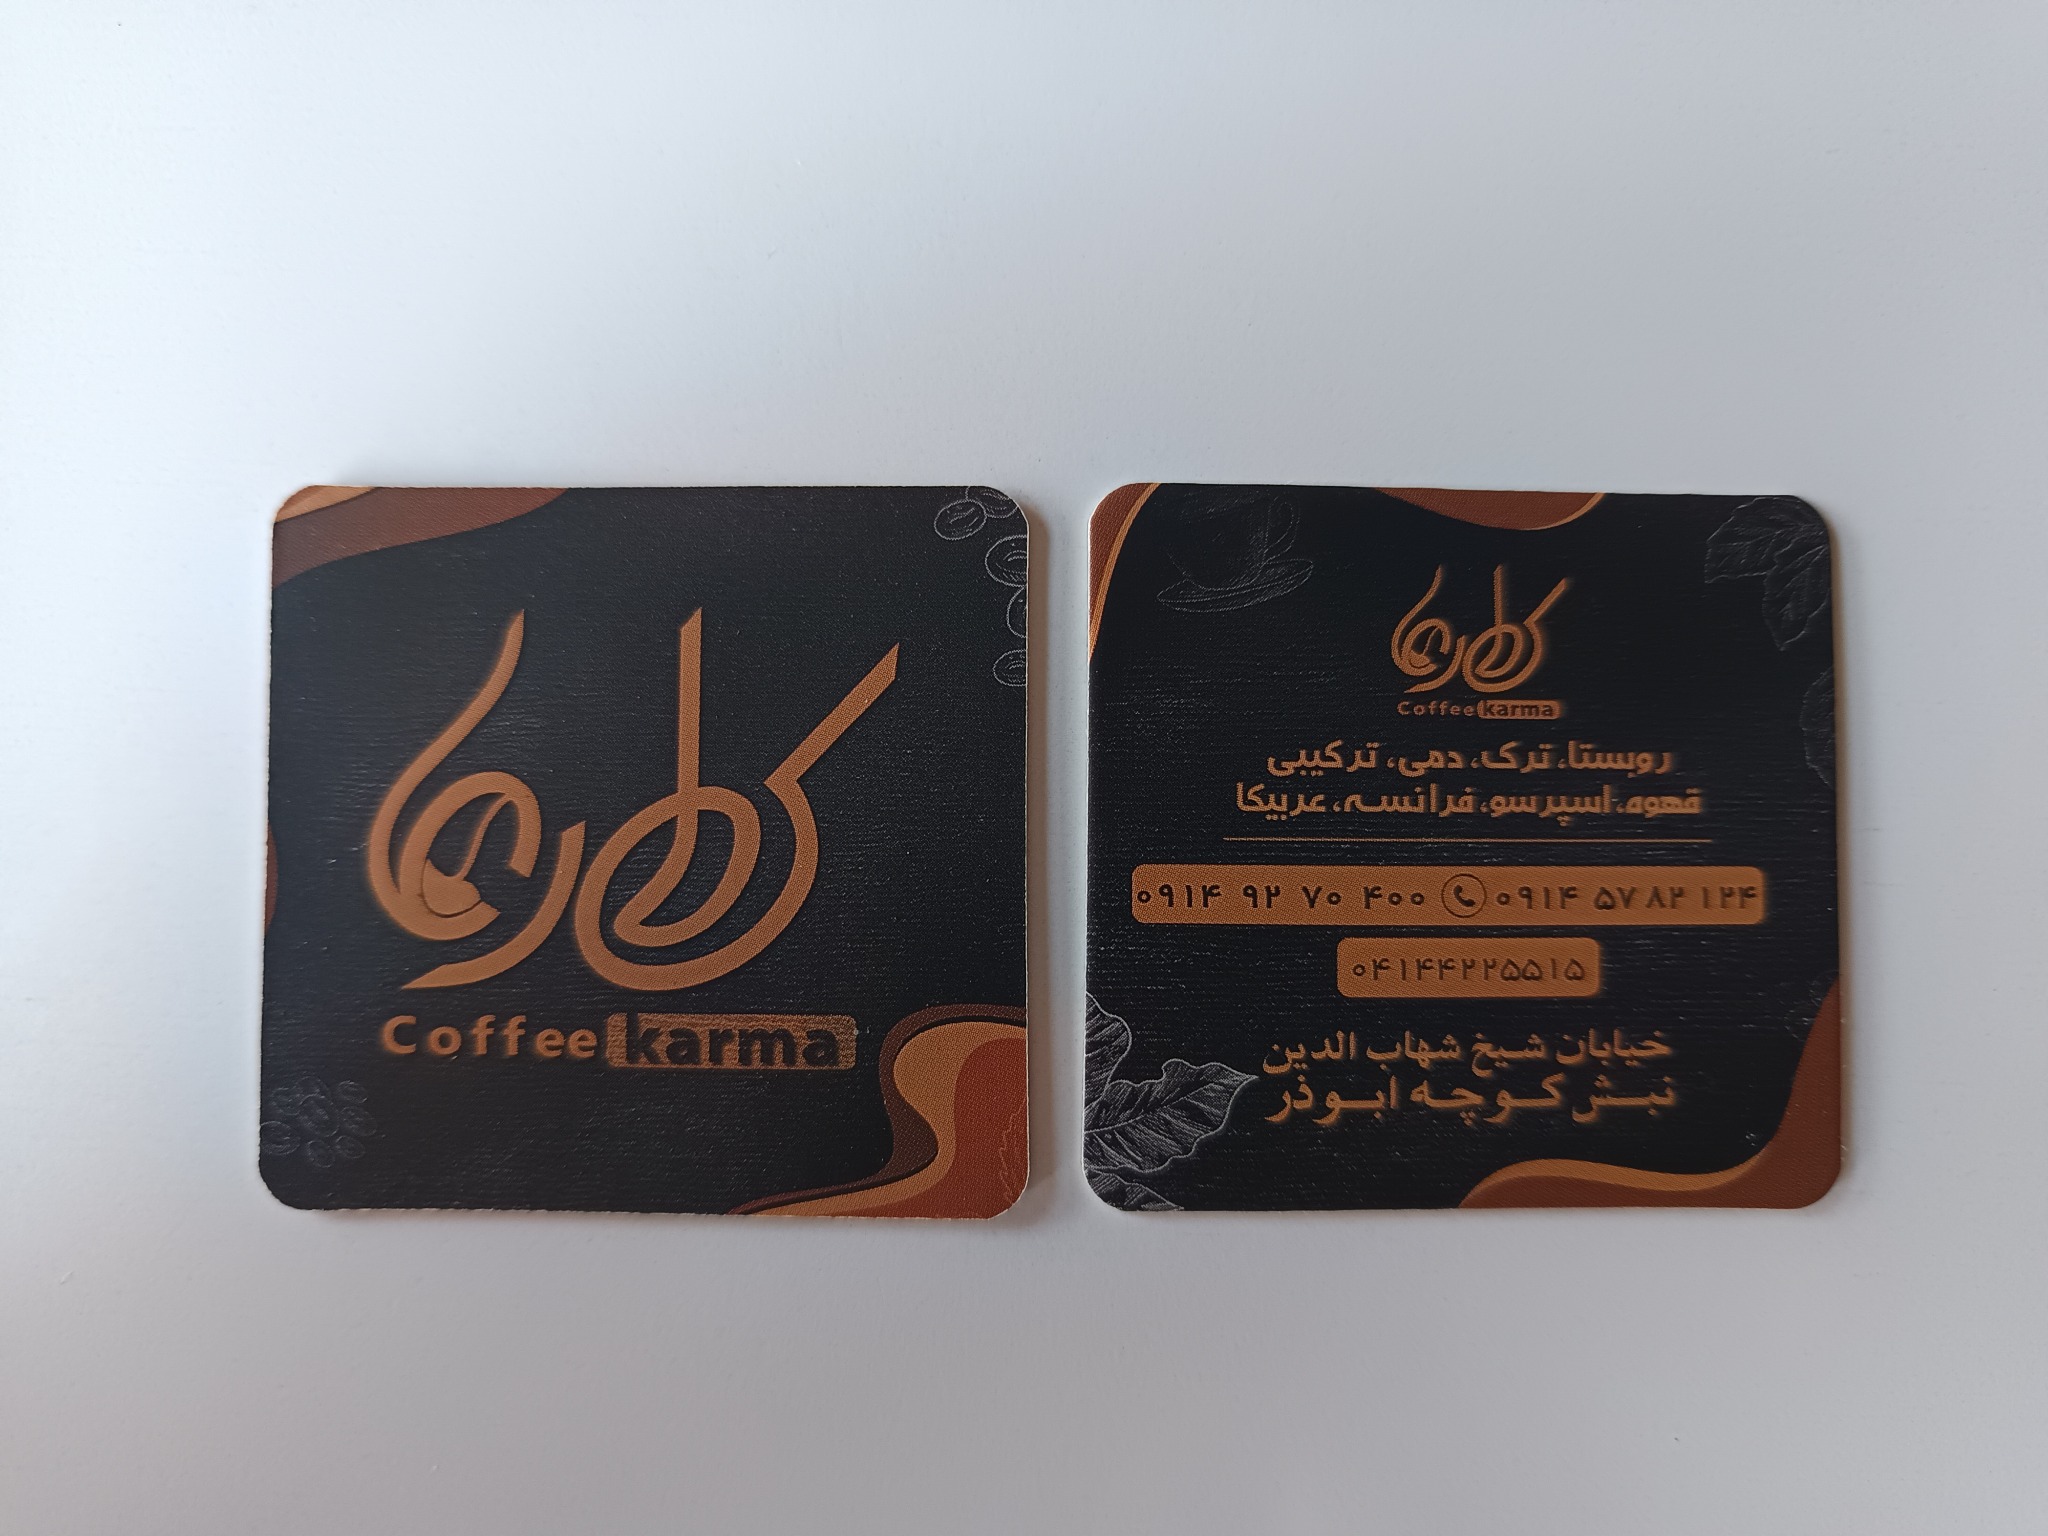 کارما
Coffee karma
کارما
Coffee karma
روبستا، ترک، دمی، ترکیبی
قهوه، اسپرسو، فرانسه، عربیکا
۰۹۱۴ ۹۲ ۷۰ ۴۰۰ ۰۹۱۴ ۵۷ ۸۲ ۱۲۴
۰۴۱۴۴۲۲۵۵۱۵
خیابان شیخ شهاب الدین
نبش کوچه ابوذر